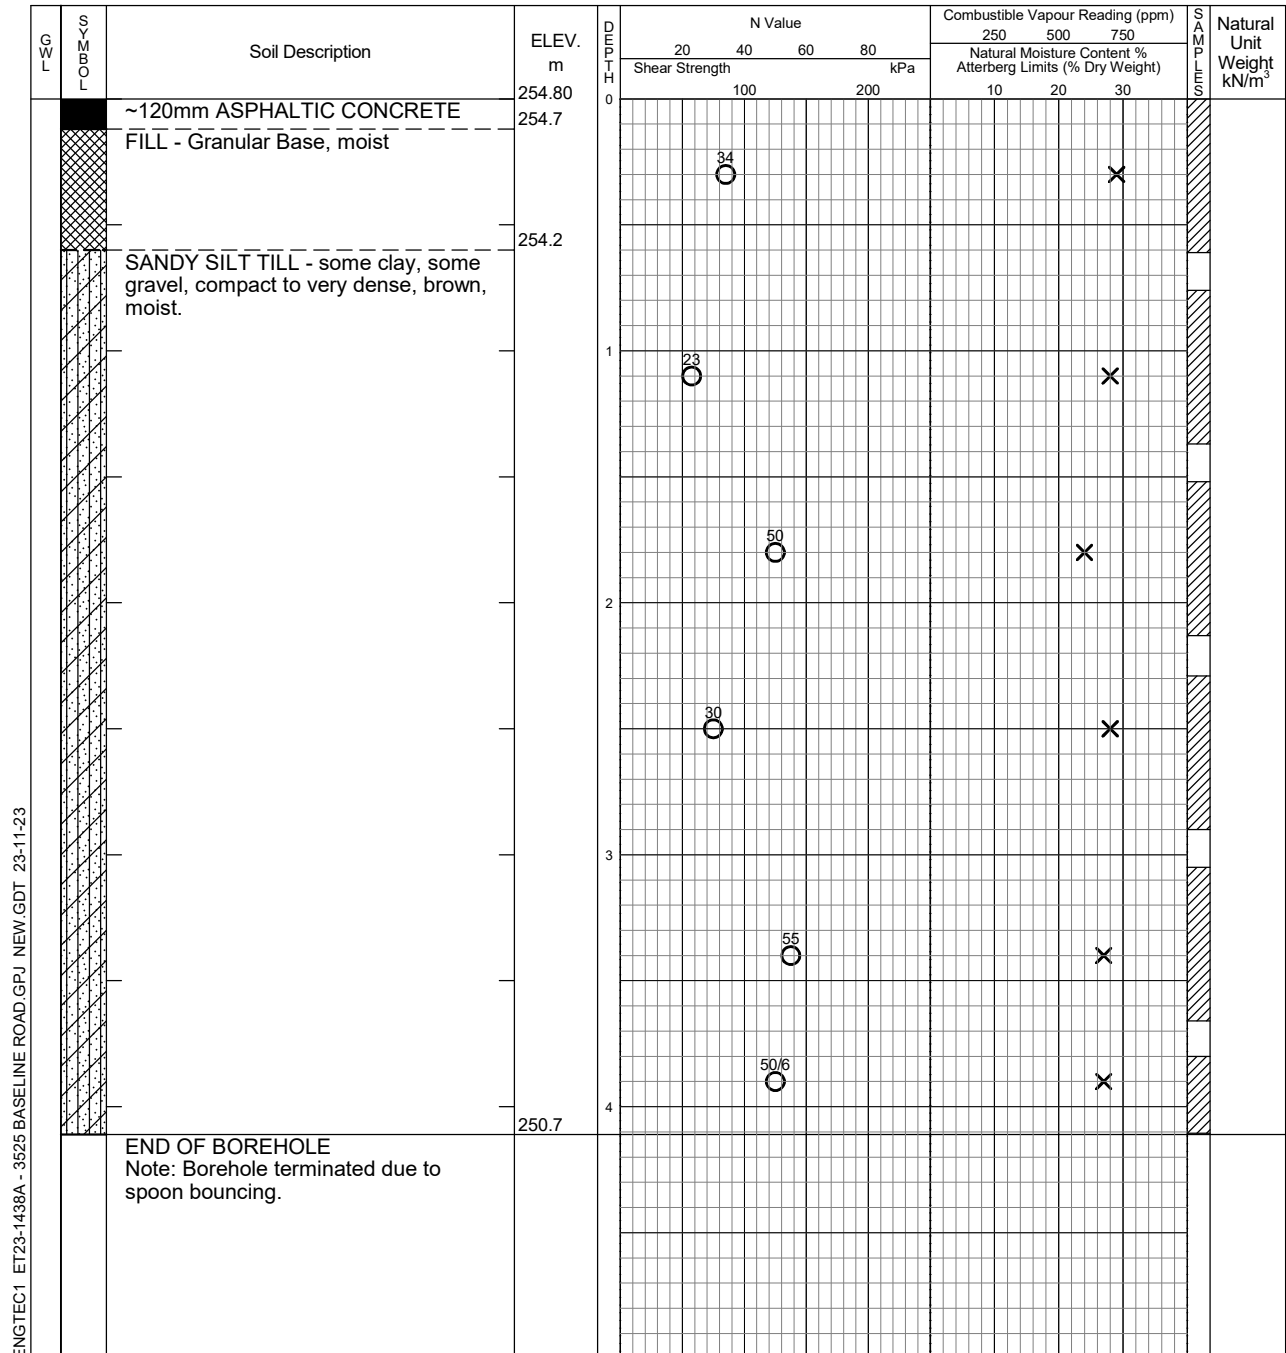 GWL
SYMBOL
Soil Description
ELEV.
m
DEPTH
N Value
20 40 60 80
Shear Strength kPa
100 200
Combustible Vapour Reading (ppm)
250 500 750
Natural Moisture Content %
Atterberg Limits (% Dry Weight)
10 20 30
SAMPLES
Natural
Unit
Weight
kN/m³
254.80
0
~120mm ASPHALTIC CONCRETE
254.7
FILL - Granular Base, moist
34
254.2
SANDY SILT TILL - some clay, some
gravel, compact to very dense, brown,
moist.
1
23
50
2
30
3
55
50/6
4
250.7
END OF BOREHOLE
Note: Borehole terminated due to
spoon bouncing.
ENGTEC1 ET23-1438A - 3525 BASELINE ROAD.GPJ NEW.GDT 23-11-23